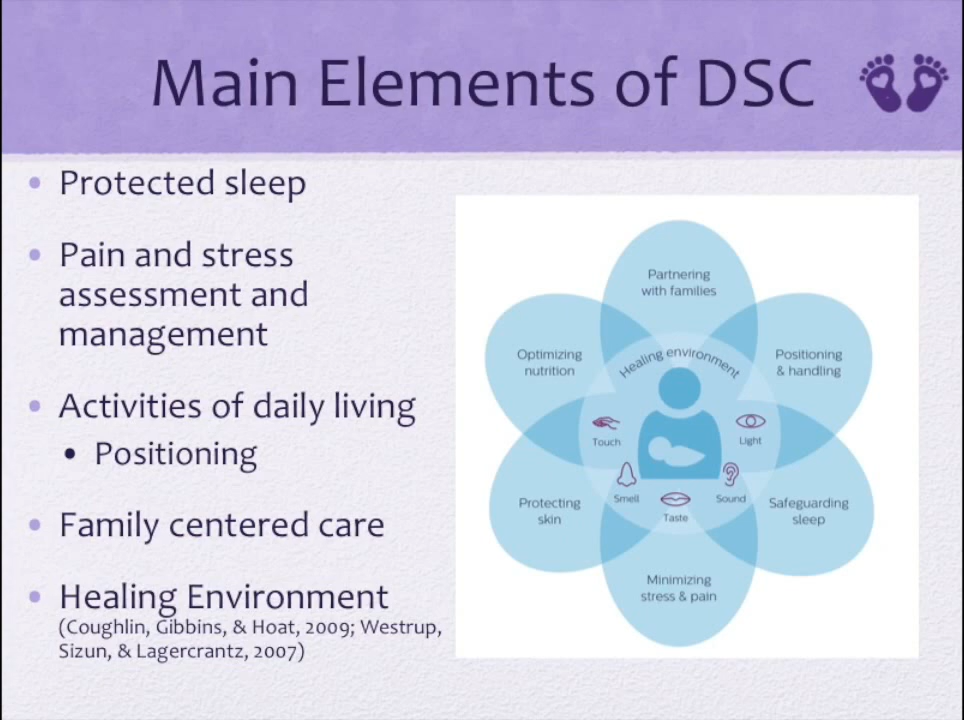 Main Elements of DSC
• Protected sleep
• Pain and stress
assessment and
management
• Activities of daily living
• Positioning
• Family centered care
• Healing Environment
(Coughlin, Gibbins, & Hoat, 2009; Westrup,
Sizun, & Lagercrantz, 2007)
Partnering
with families
Optimizing
nutrition
Healing environment
Positioning
& handling
Touch
Light
Smell
Sound
Taste
Protecting
skin
Safeguarding
sleep
Minimizing
stress & pain